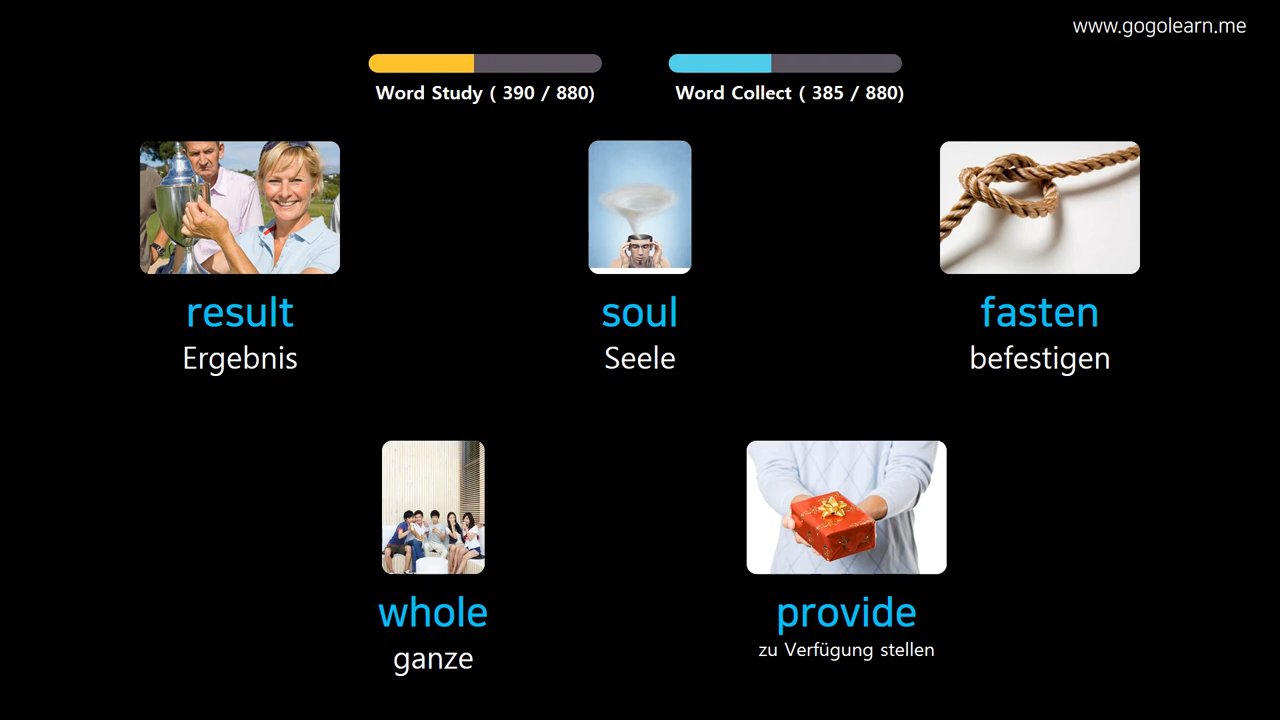 www.gogolearn.me
Word Study ( 390 / 880)
Word Collect ( 385 / 880)
result
Ergebnis
soul
Seele
fasten
befestigen
whole
ganze
provide
zu Verfügung stellen